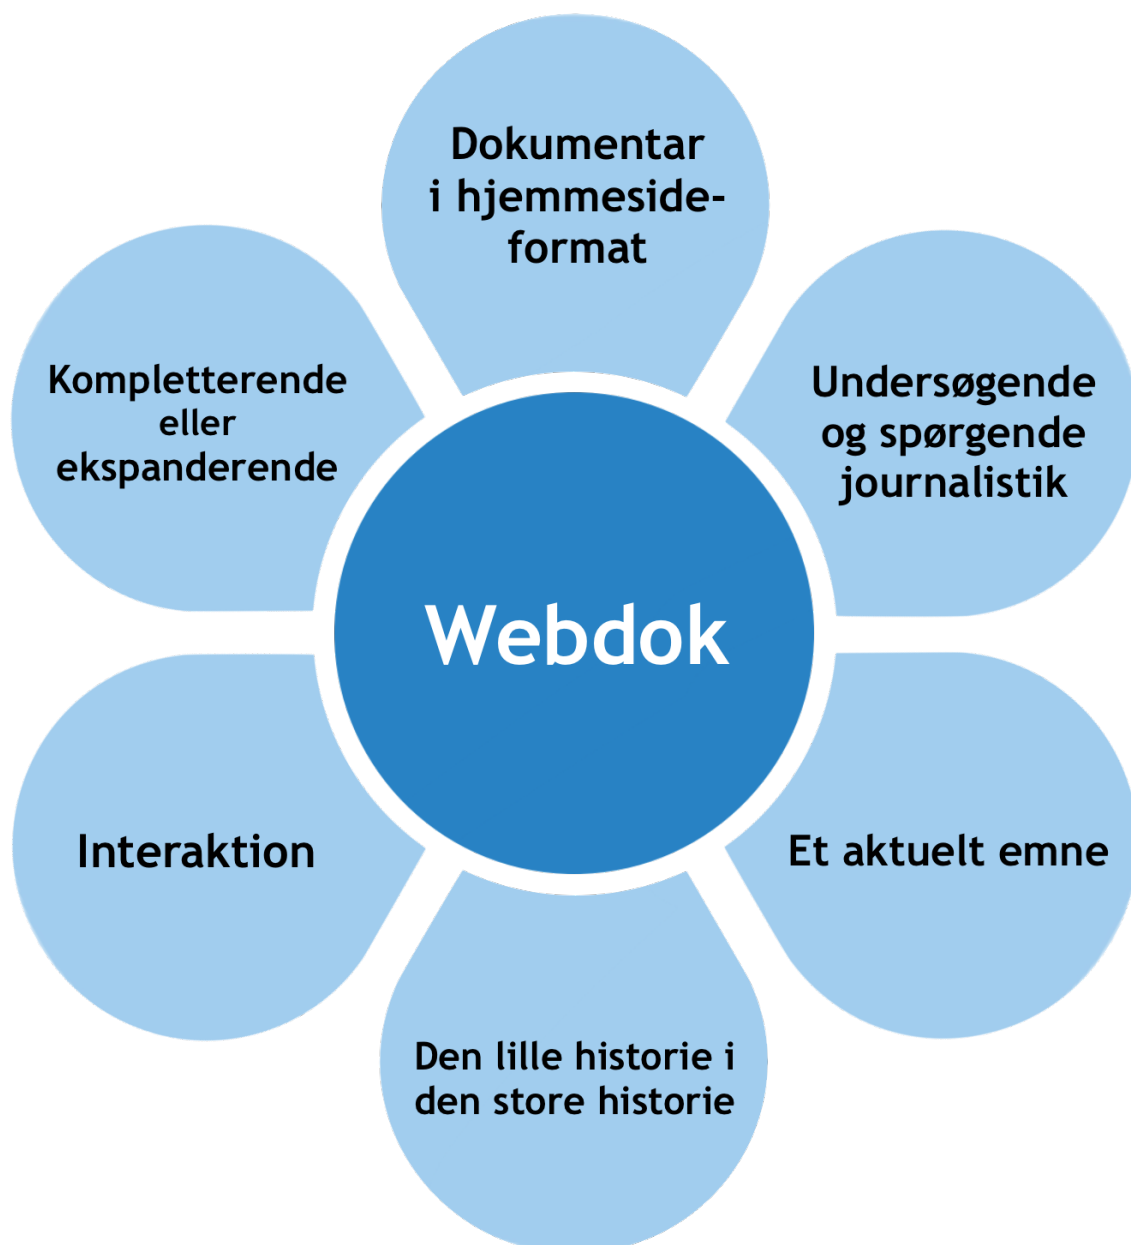 Dokumentar
i hjemmeside-
format
Undersøgende
og spørgende
journalistik
Et aktuelt emne
Den lille historie i
den store historie
Interaktion
Kompletterende
eller
ekspanderende
Webdok